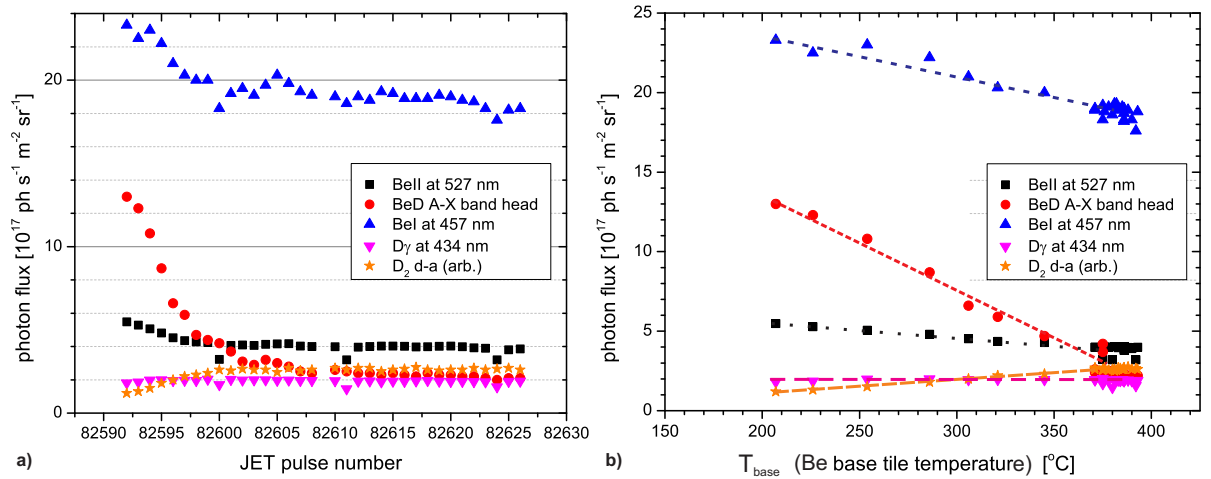 a)
photon flux [10^17 ph s^-1 m^-2 sr^-1]
20
10
0
BeII at 527 nm
BeD A-X band head
BeI at 457 nm
Dγ at 434 nm
D2 d-a (arb.)
82590 82595 82600 82605 82610 82615 82620 82625 82630
JET pulse number
b)
photon flux [10^17 ph s^-1 m^-2 sr^-1]
25
20
15
10
5
0
BeII at 527 nm
BeD A-X band head
BeI at 457 nm
Dγ at 434 nm
D2 d-a (arb.)
150 200 250 300 350 400
Tbase (Be base tile temperature) [°C]